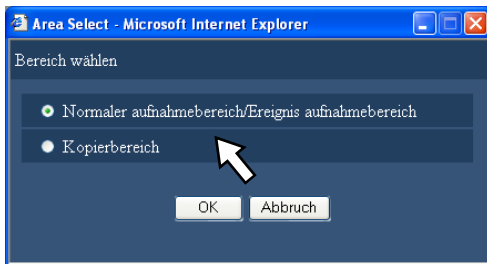 Area Select - Microsoft Internet Explorer
Bereich wählen
Normaler aufnahmebereich/Ereignis aufnahmebereich
Kopierbereich
OK Abbruch